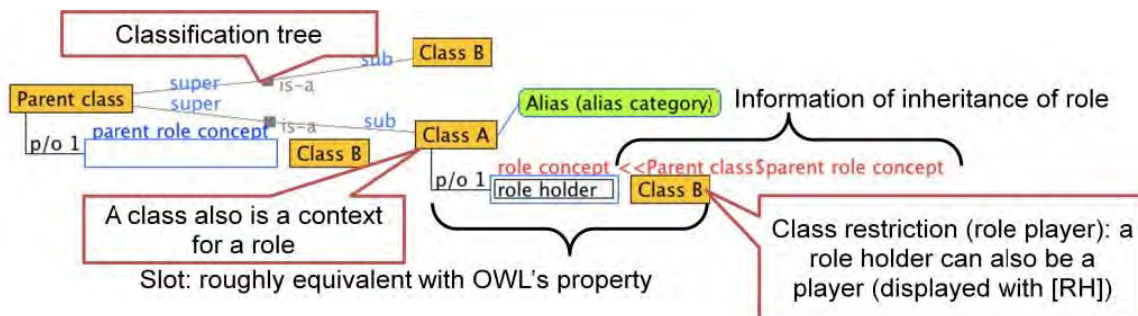 Classification tree
Class B
sub
super
is-a
Parent class
super
Alias (alias category)
Information of inheritance of role
parent role concept
is-a
sub
Class A
p/o 1
Class B
role concept <<Parent class$parent role concept
p/o 1
role holder
Class B
A class also is a context
for a role
Class restriction (role player): a
role holder can also be a
player (displayed with [RH])
Slot: roughly equivalent with OWL's property